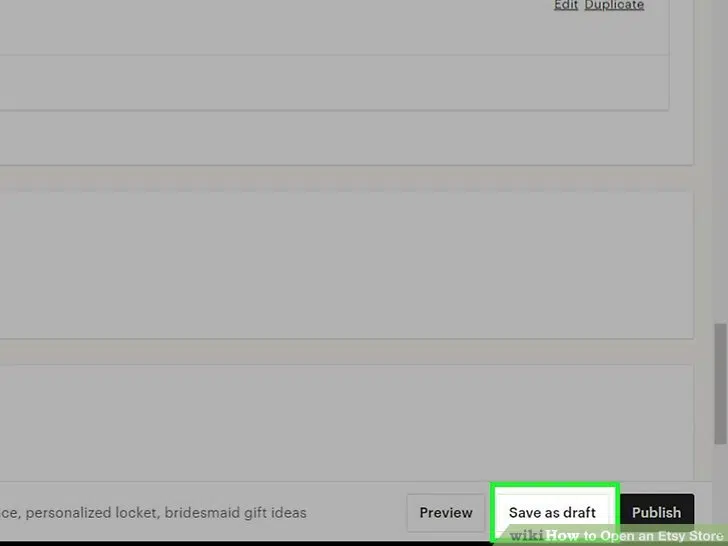 Edit Duplicate
ce, personalized locket, bridesmaid gift ideas
Preview
Save as draft
Publish
wikiHow to Open an Etsy Store